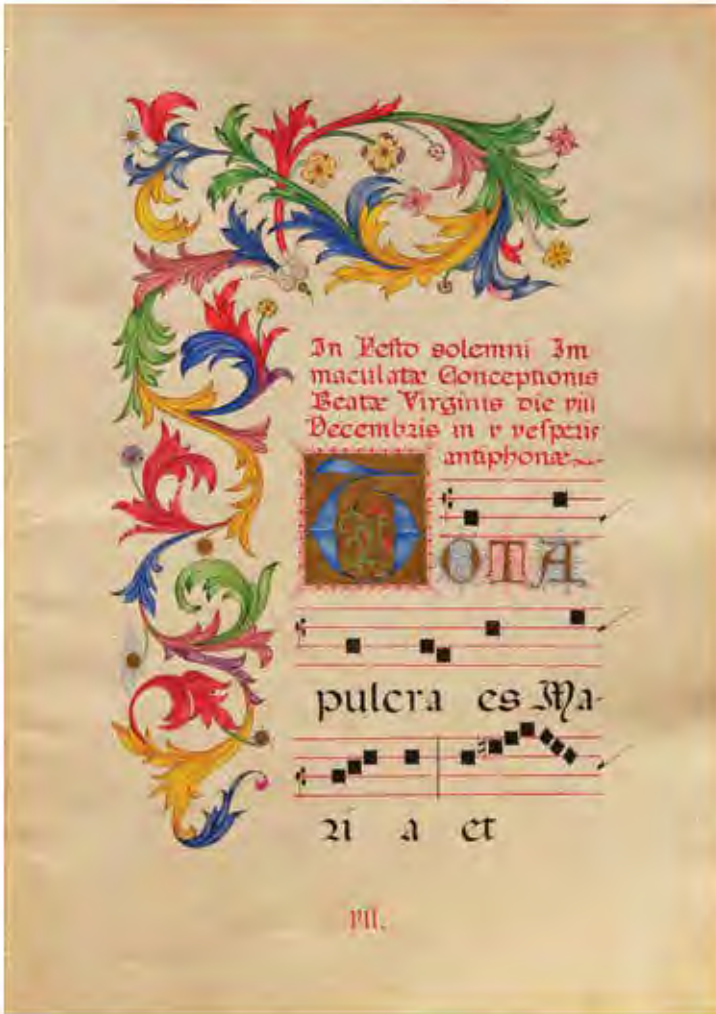 In Festo solemni Im
maculatæ Conceptionis
Beatæ Virginis die viii
Decembris in v vesperis
antiphonæ
TOTA
pulcra es Ma-
ri a et
VII.